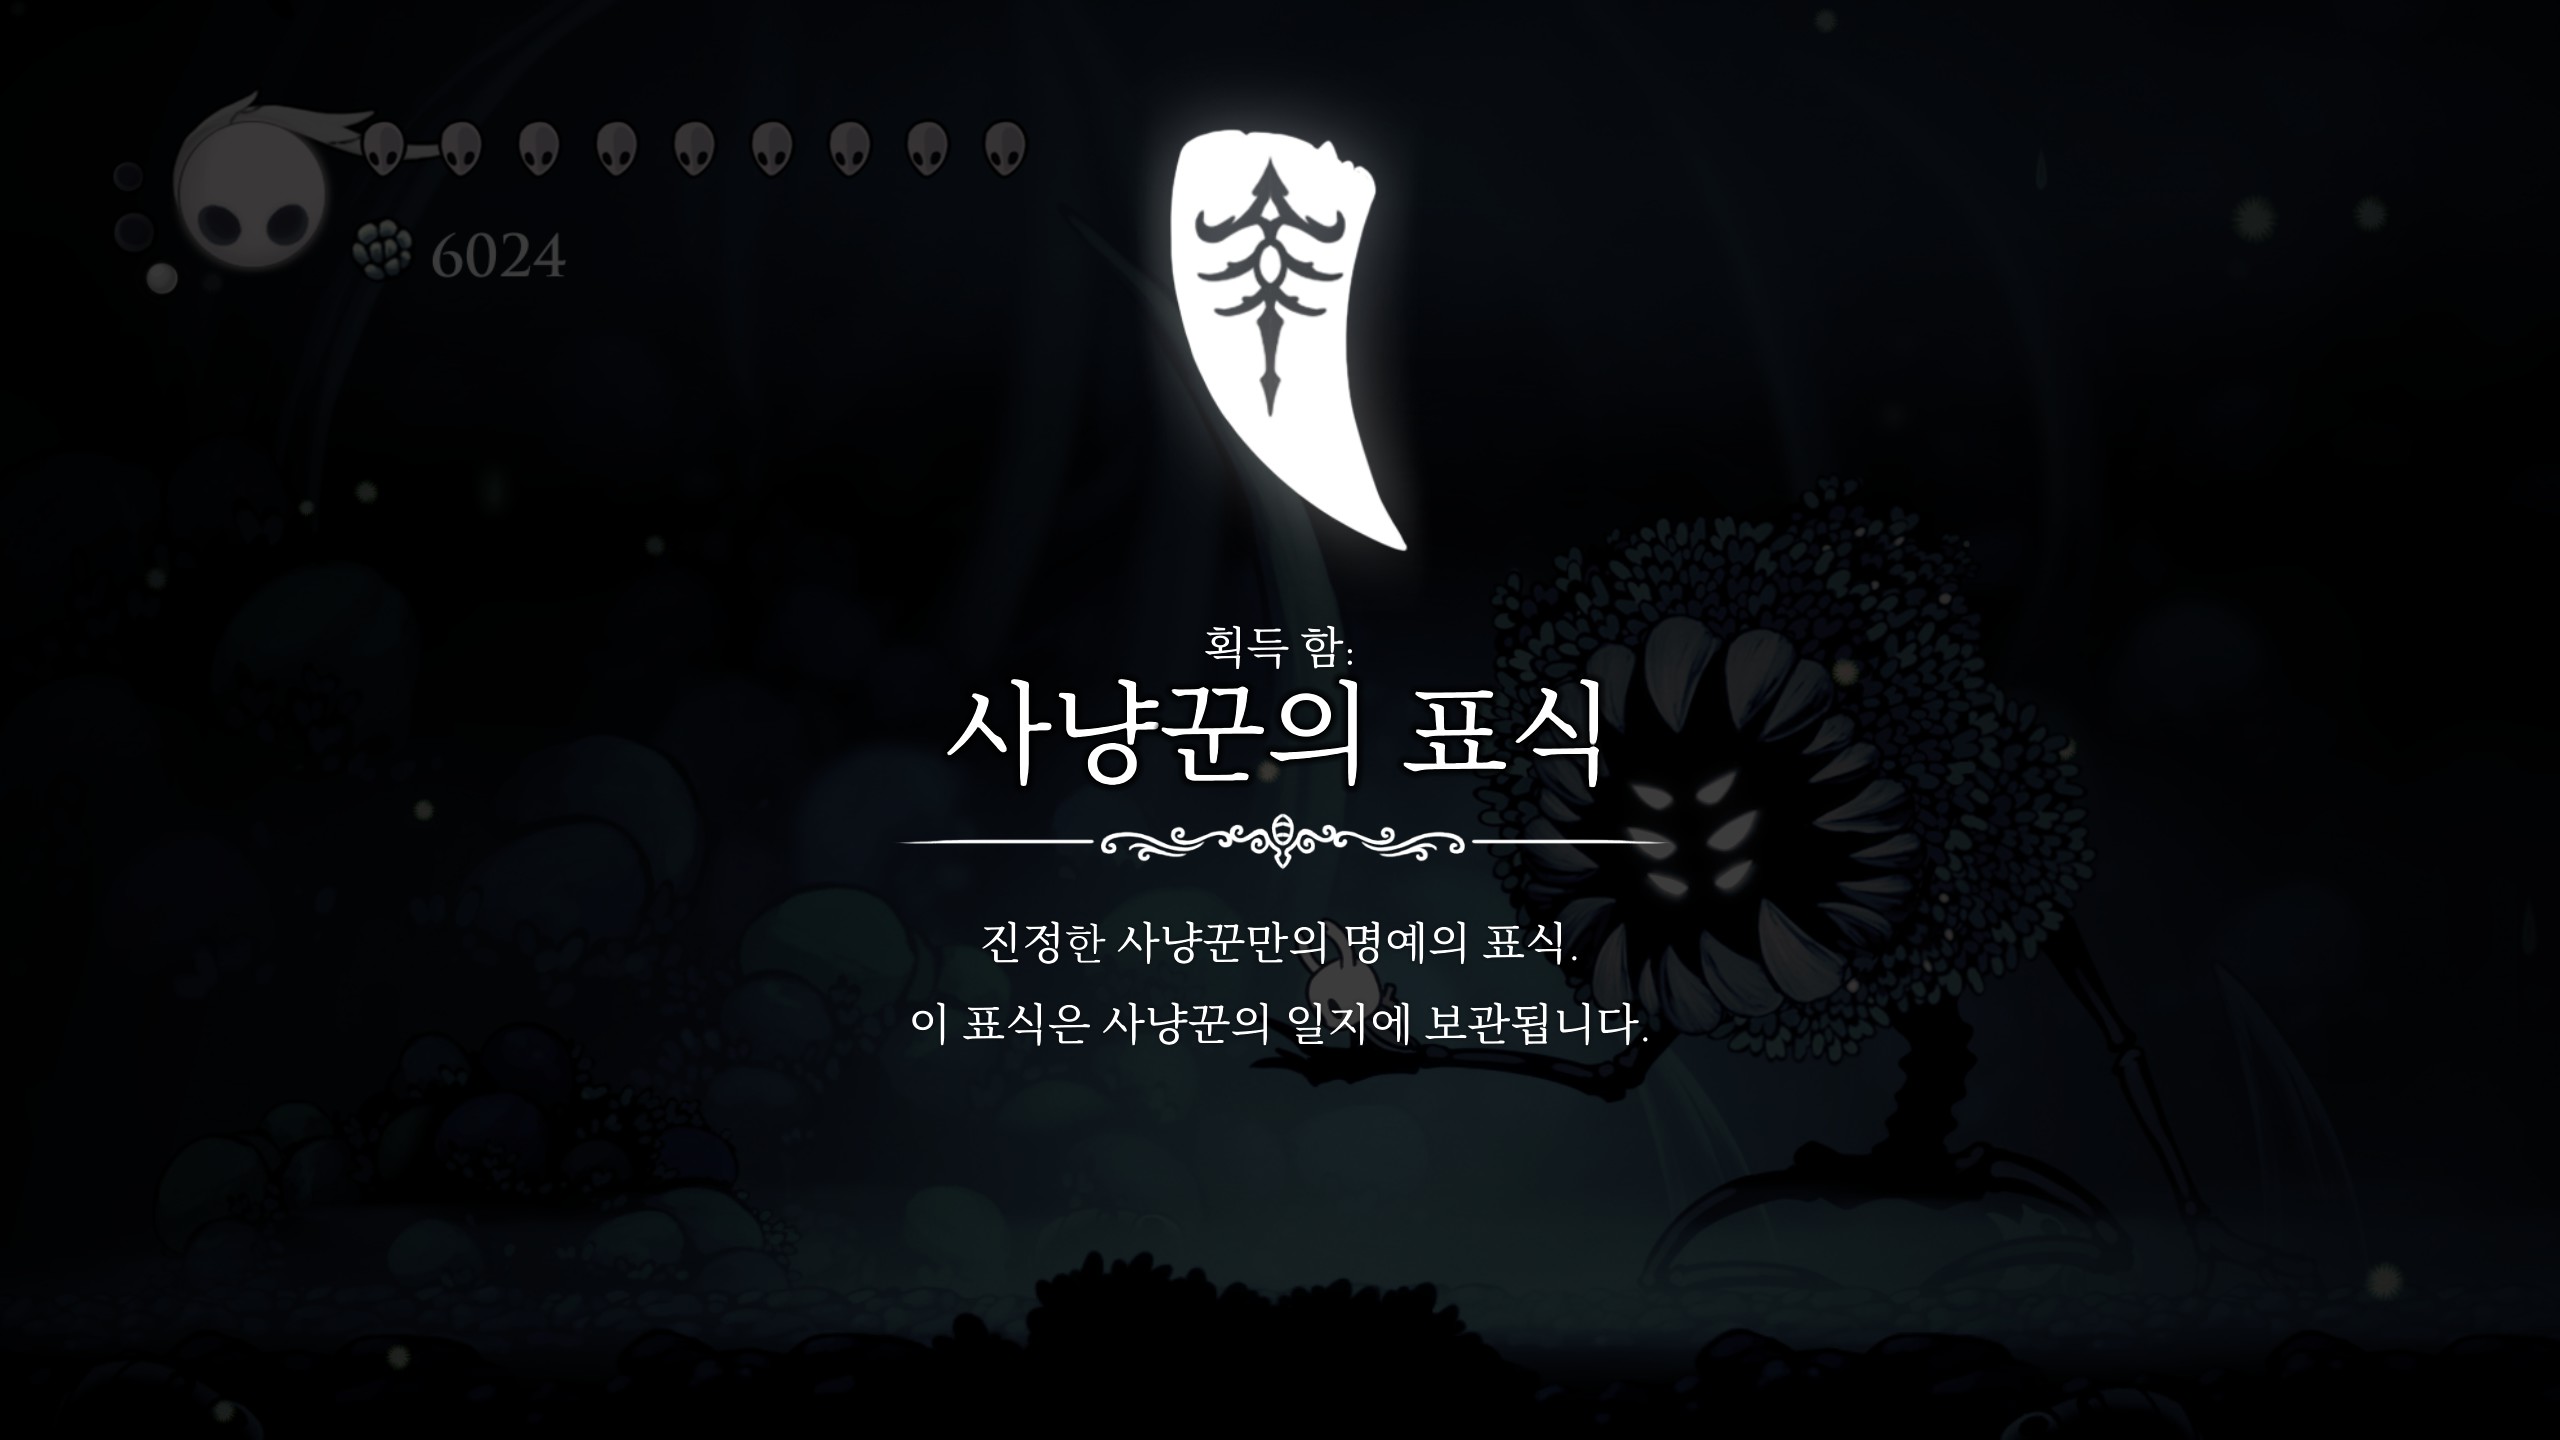 6024
획득 함:
사냥꾼의 표식
진정한 사냥꾼만의 명예의 표식.
이 표식은 사냥꾼의 일지에 보관됩니다.